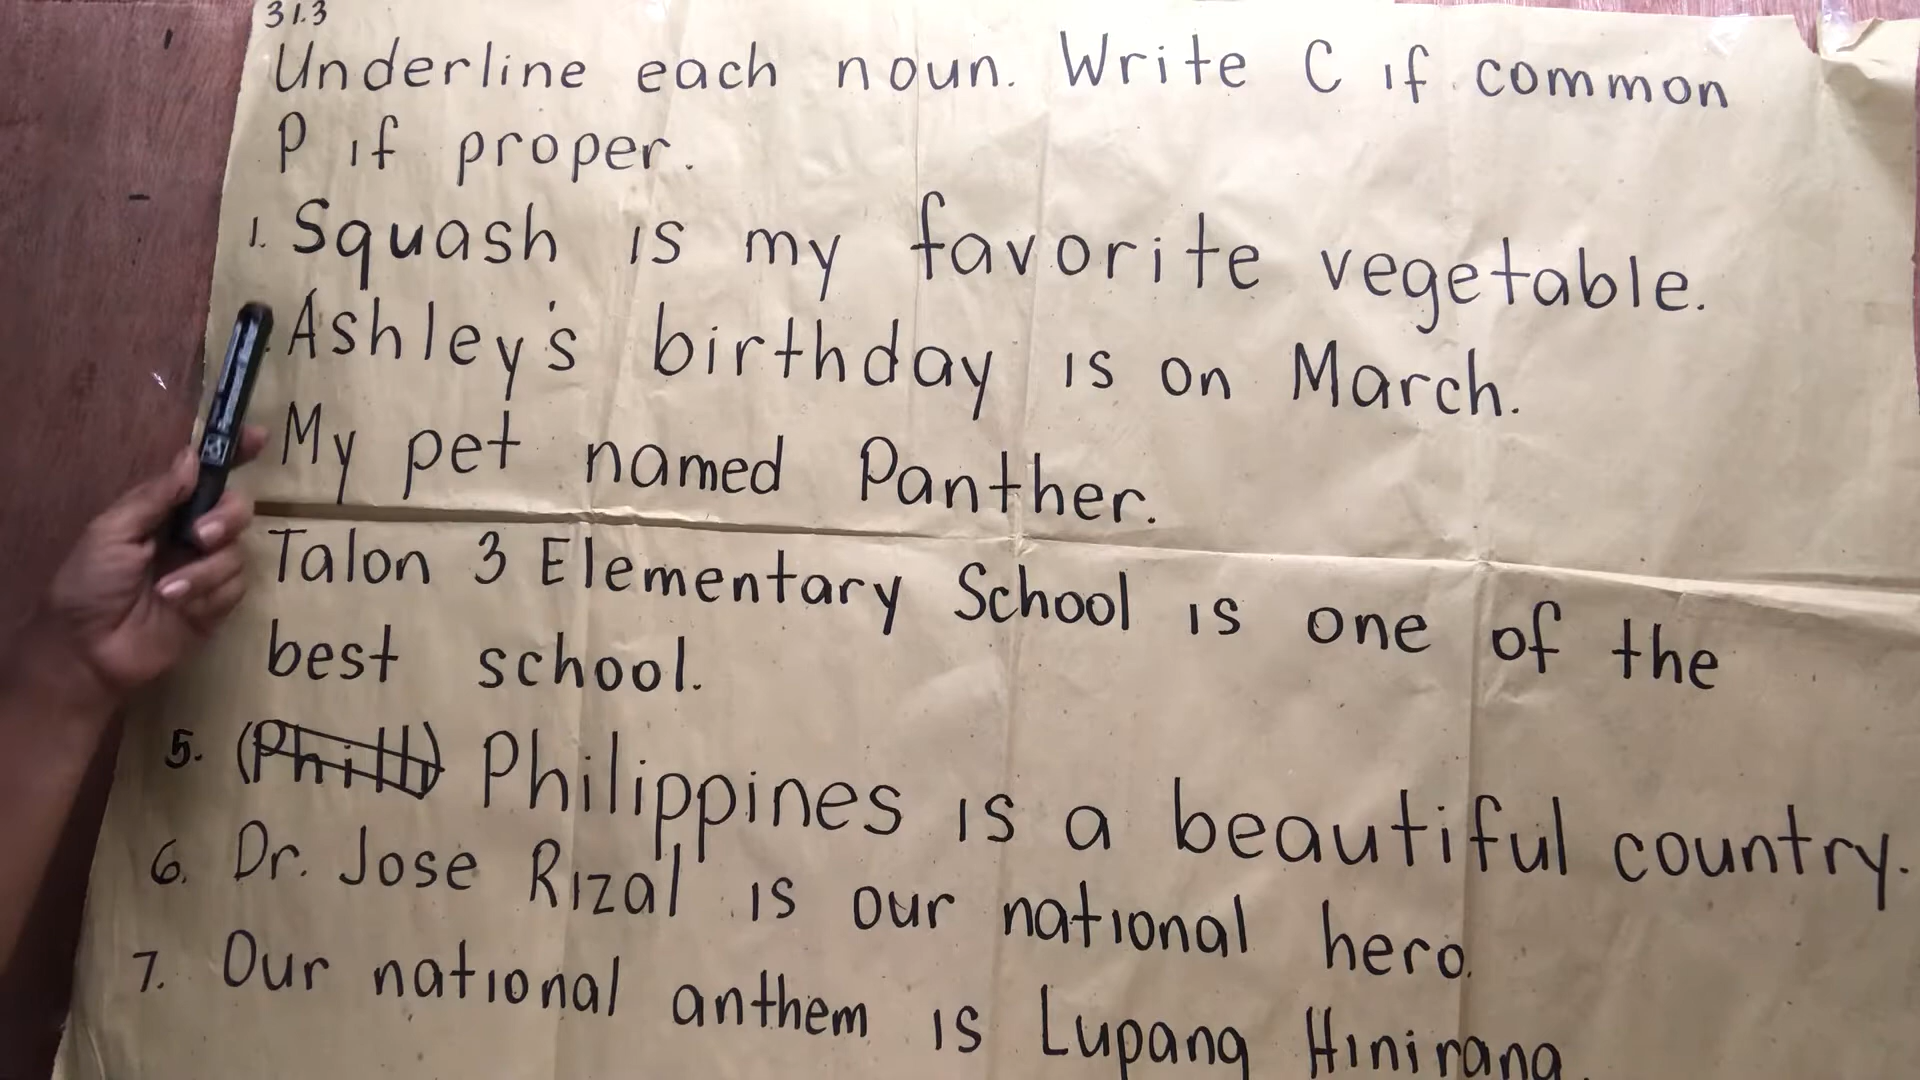 31.3
Underline each noun. Write C if common
P if proper.
1. Squash is my favorite vegetable.
Ashley's birthday is on March.
My pet named Panther.
Talon 3 Elementary School is one of the
best school.
5. (Phill) Philippines is a beautiful country.
6. Dr. Jose Rizal is our national hero.
7. Our national anthem is Lupang Hinirang.